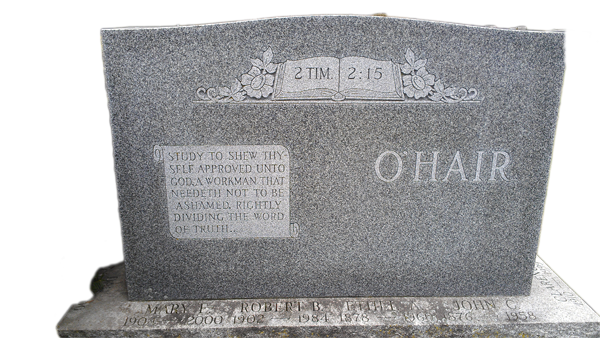 2 TIM. 2:15
STUDY TO SHEW THY-
SELF APPROVED UNTO
GOD, A WORKMAN THAT
NEEDETH NOT TO BE
ASHAMED, RIGHTLY
DIVIDING THE WORD
OF TRUTH...
O'HAIR
MARY ROBERT B. ETHEL JOHN C.
2000 1902 1984 1878 1876 1958